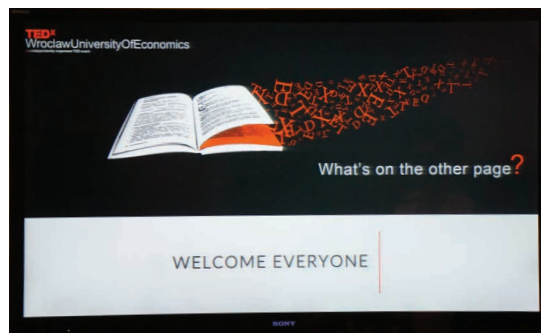 TEDx
WroclawUniversityOfEconomics
What's on the other page?
WELCOME EVERYONE
SONY